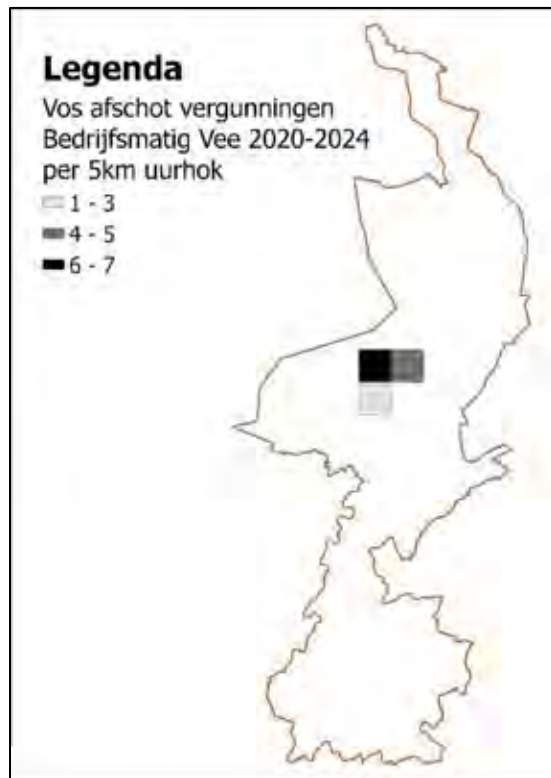 Legenda
Vos afschot vergunningen
Bedrijfsmatig Vee 2020-2024
per 5km uurhok
1 - 3
4 - 5
6 - 7